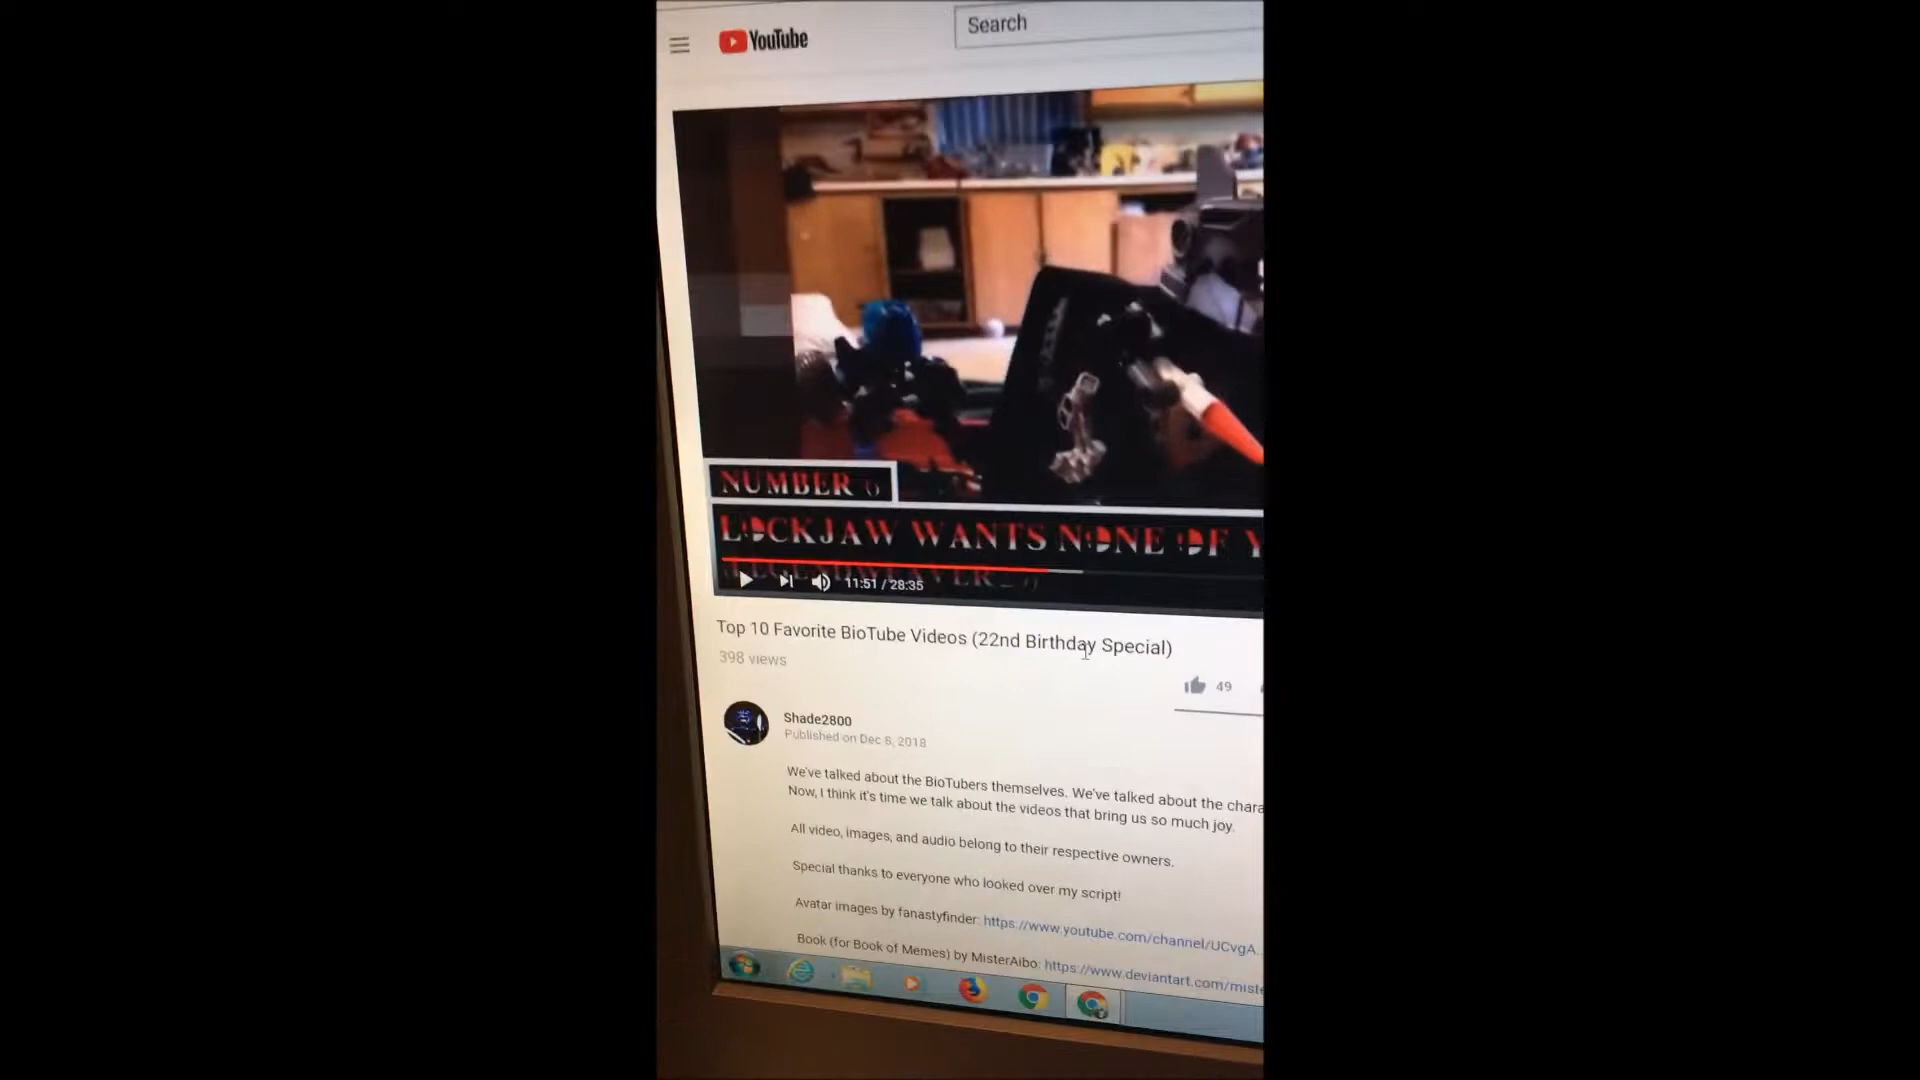 YouTube
Search
NUMBER
LOCKJAW WANTS NONE OF Y
11:51 / 28:35
Top 10 Favorite BioTube Videos (22nd Birthday Special)
398 views
49
Shade2800
Published on Dec 8, 2018
We've talked about the BioTubers themselves. We've talked about the chara
Now, I think it's time we talk about the videos that bring us so much joy.
All video, images, and audio belong to their respective owners.
Special thanks to everyone who looked over my script!
Avatar images by fanastyfinder: https://www.youtube.com/channel/UCvgA...
Book (for Book of Memes) by MisterAibo: https://www.deviantart.com/miste